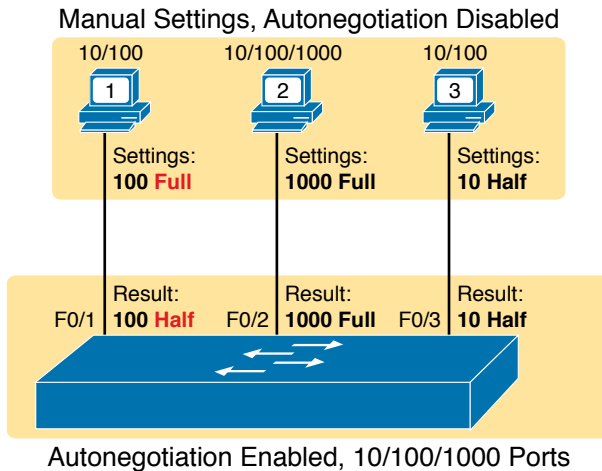 Manual Settings, Autonegotiation Disabled
10/100
10/100/1000
10/100
1
2
3
Settings:
100 Full
Settings:
1000 Full
Settings:
10 Half
F0/1
Result:
100 Half
F0/2
Result:
1000 Full
F0/3
Result:
10 Half
Autonegotiation Enabled, 10/100/1000 Ports